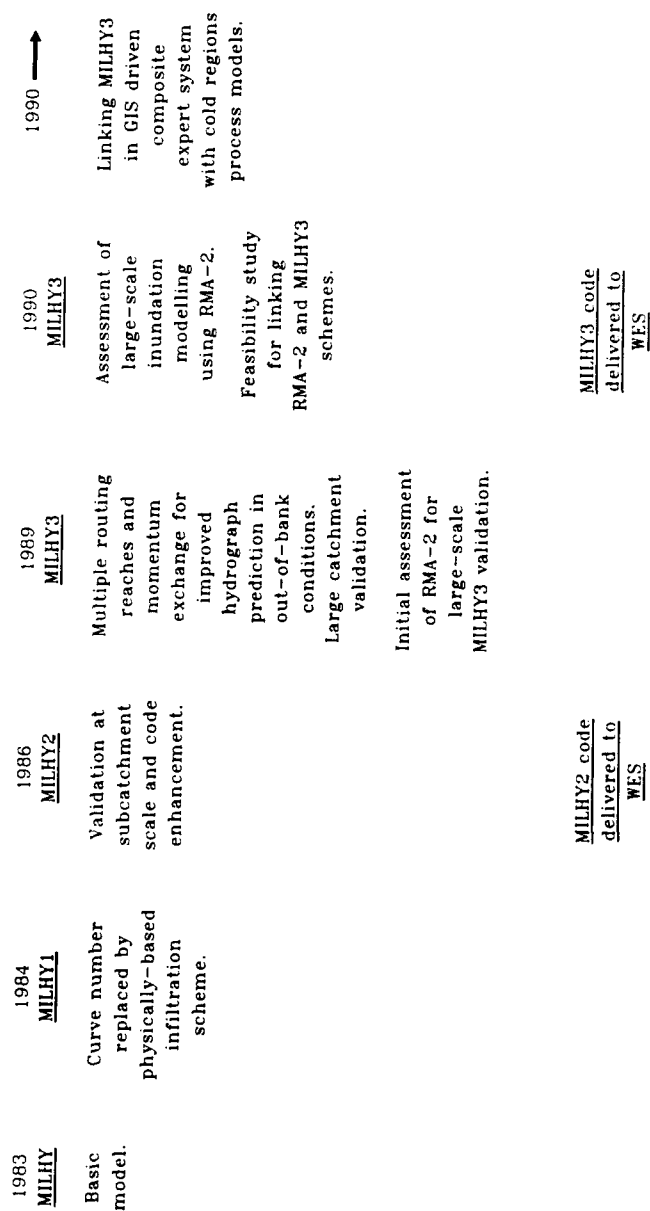 1983
MILHY
Basic
model.
1984
MILHY1
Curve number
replaced by
physically-based
infiltration
scheme.
1986
MILHY2
Validation at
subcatchment
scale and code
enhancement.
MILHY2 code
delivered to
WES
1989
MILHY3
Multiple routing
reaches and
momentum
exchange for
improved
hydrograph
prediction in
out-of-bank
conditions.
Large catchment
validation.
Initial assessment
of RMA-2 for
large-scale
MILHY3 validation.
1990
MILHY3
Assessment of
large-scale
inundation
modelling
using RMA-2.
Feasibility study
for linking
RMA-2 and MILHY3
schemes.
MILHY3 code
delivered to
WES
1990 →
Linking MILHY3
in GIS driven
composite
expert system
with cold regions
process models.